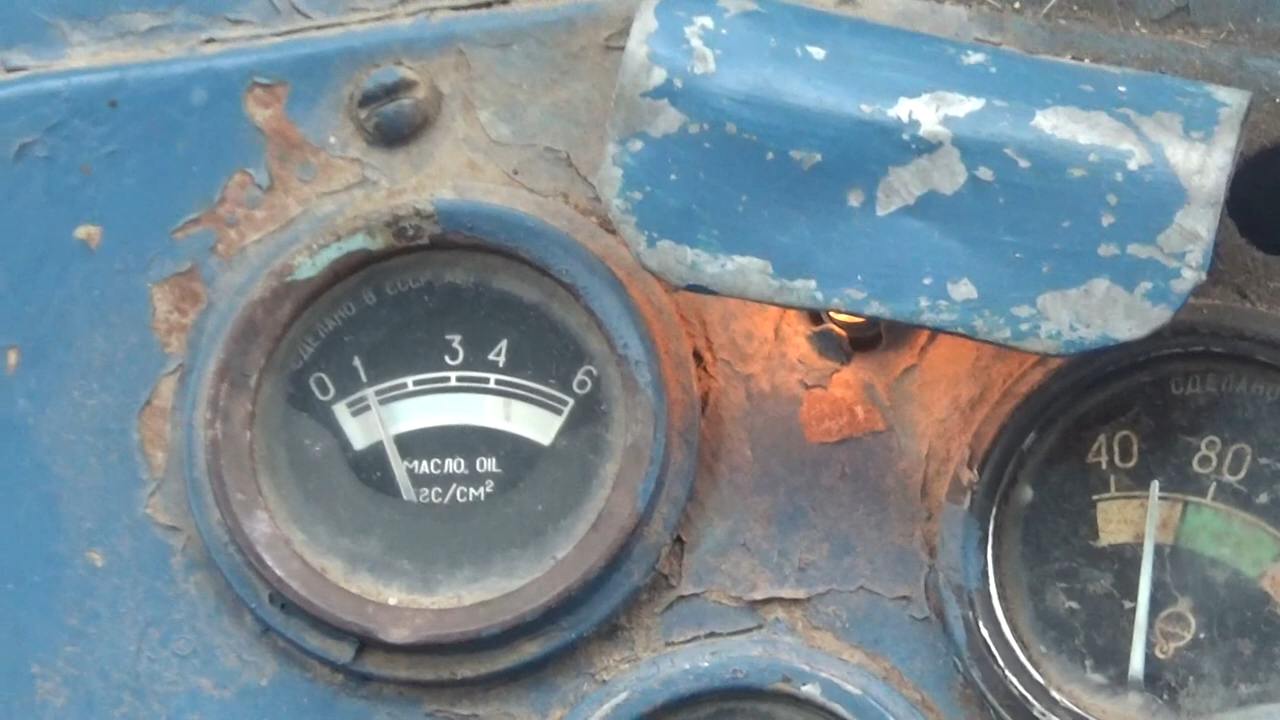 СДЕЛАНО В СССР
0 1 3 4 6
МАСЛО. OIL
КГС/СМ²
СДЕЛАНО
40 80